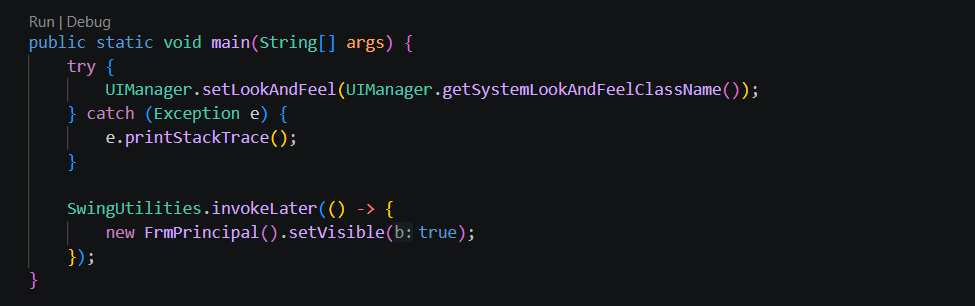 Run | Debug
public static void main(String[] args) {
    try {
        UIManager.setLookAndFeel(UIManager.getSystemLookAndFeelClassName());
    } catch (Exception e) {
        e.printStackTrace();
    }

    SwingUtilities.invokeLater(() -> {
        new FrmPrincipal().setVisible(b: true);
    });
}